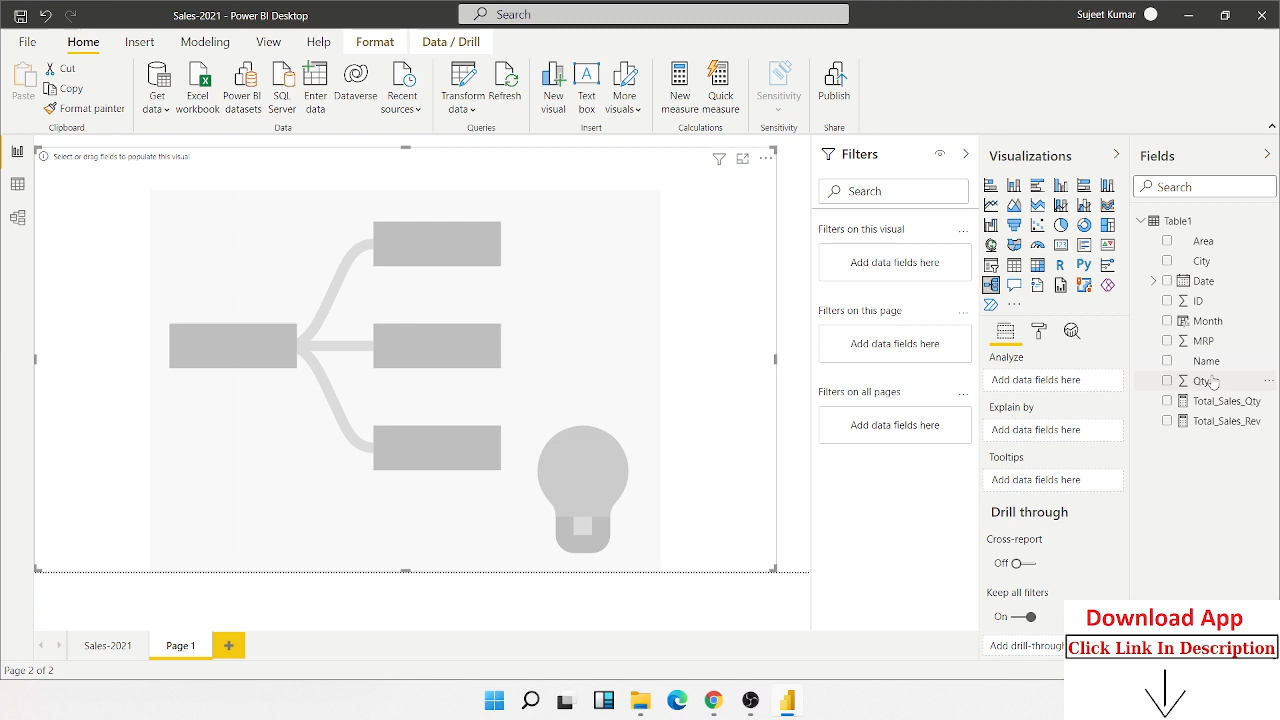 Sales-2021 - Power BI Desktop
Search
Sujeet Kumar
File
Home
Insert
Modeling
View
Help
Format
Data / Drill
Paste
Cut
Copy
Format painter
Clipboard
Get data
Excel workbook
Power BI datasets
SQL Server
Enter data
Dataverse
Recent sources
Data
Transform data
Refresh
Queries
New visual
Text box
More visuals
Insert
New measure
Quick measure
Calculations
Sensitivity
Sensitivity
Publish
Share
Select or drag fields to populate this visual
Filters
Search
Filters on this visual
Add data fields here
Filters on this page
Add data fields here
Filters on all pages
Add data fields here
Visualizations
R
Py
Analyze
Add data fields here
Explain by
Add data fields here
Tooltips
Add data fields here
Drill through
Cross-report
Off
Keep all filters
On
Add drill-through
Fields
Search
Table1
Area
City
Date
ID
Month
MRP
Name
Qty
Total_Sales_Qty
Total_Sales_Rev
Sales-2021
Page 1
Page 2 of 2
Download App
Click Link In Description